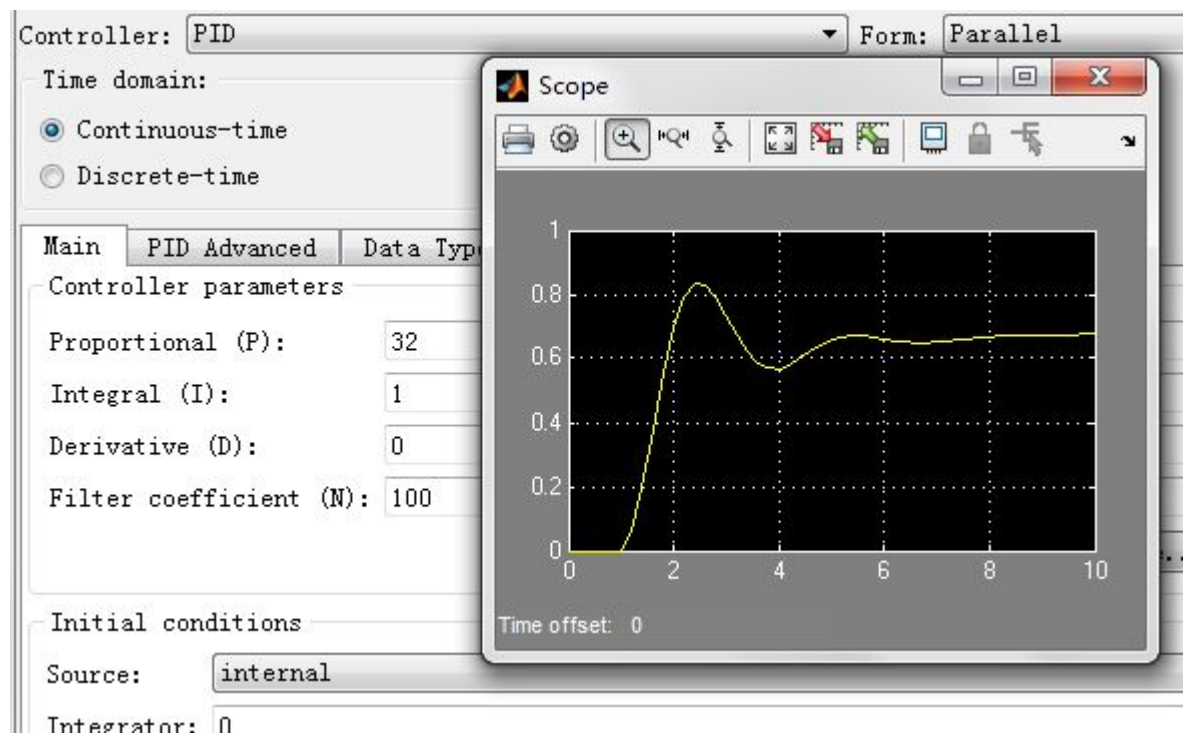 Controller: PID Form: Parallel
Time domain:
Continuous-time
Discrete-time
Main PID Advanced Data Typ
Controller parameters
Proportional (P): 32
Integral (I): 1
Derivative (D): 0
Filter coefficient (N): 100
Initial conditions
Source: internal
Integrator: 0
Scope
1
0.8
0.6
0.4
0.2
0
0 2 4 6 8 10
Time offset: 0